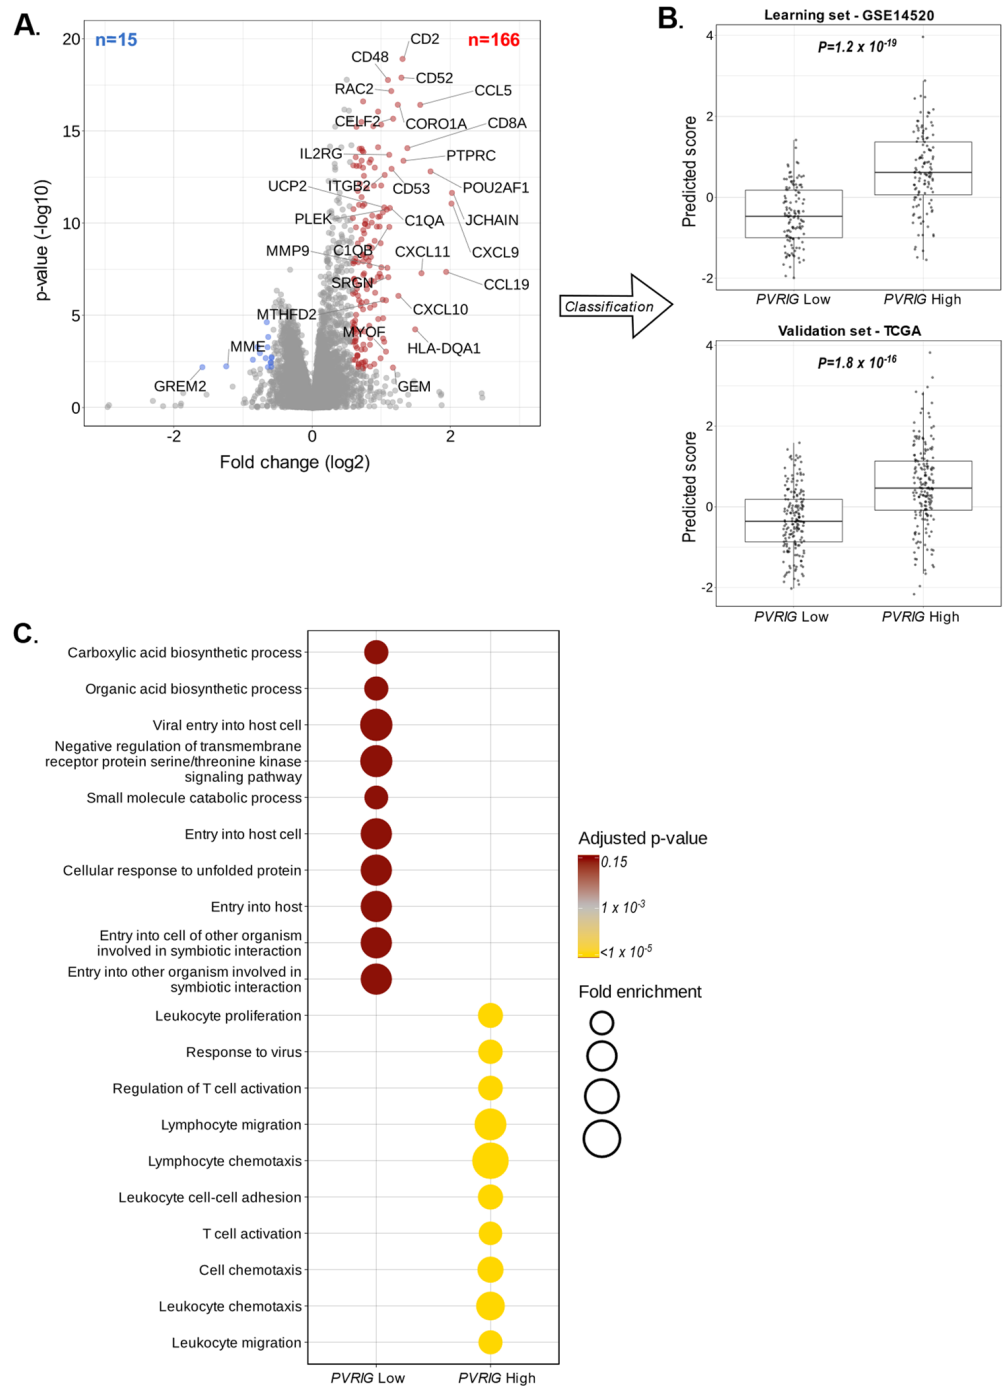 A.
n=15
n=166
CD2
CD48
CD52
RAC2
CCL5
CELF2
CORO1A
CD8A
IL2RG
PTPRC
UCP2
ITGB2
CD53
POU2AF1
PLEK
C1QA
JCHAIN
MMP9
C1QB
CXCL11
CXCL9
SRGN
CCL19
MTHFD2
CXCL10
MYOF
MME
HLA-DQA1
GREM2
GEM
20
15
10
5
0
-2
0
2
p-value (-log10)
Fold change (log2)
Classification
B.
Learning set - GSE14520
P=1.2 x 10-19
Predicted score
4
2
0
-2
PVRIG Low
PVRIG High
Validation set - TCGA
P=1.8 x 10-16
Predicted score
4
2
0
-2
PVRIG Low
PVRIG High
C.
Carboxylic acid biosynthetic process
Organic acid biosynthetic process
Viral entry into host cell
Negative regulation of transmembrane
receptor protein serine/threonine kinase
signaling pathway
Small molecule catabolic process
Entry into host cell
Cellular response to unfolded protein
Entry into host
Entry into cell of other organism
involved in symbiotic interaction
Entry into other organism involved in
symbiotic interaction
Leukocyte proliferation
Response to virus
Regulation of T cell activation
Lymphocyte migration
Lymphocyte chemotaxis
Leukocyte cell-cell adhesion
T cell activation
Cell chemotaxis
Leukocyte chemotaxis
Leukocyte migration
PVRIG Low
PVRIG High
Adjusted p-value
0.15
1 x 10-3
<1 x 10-5
Fold enrichment